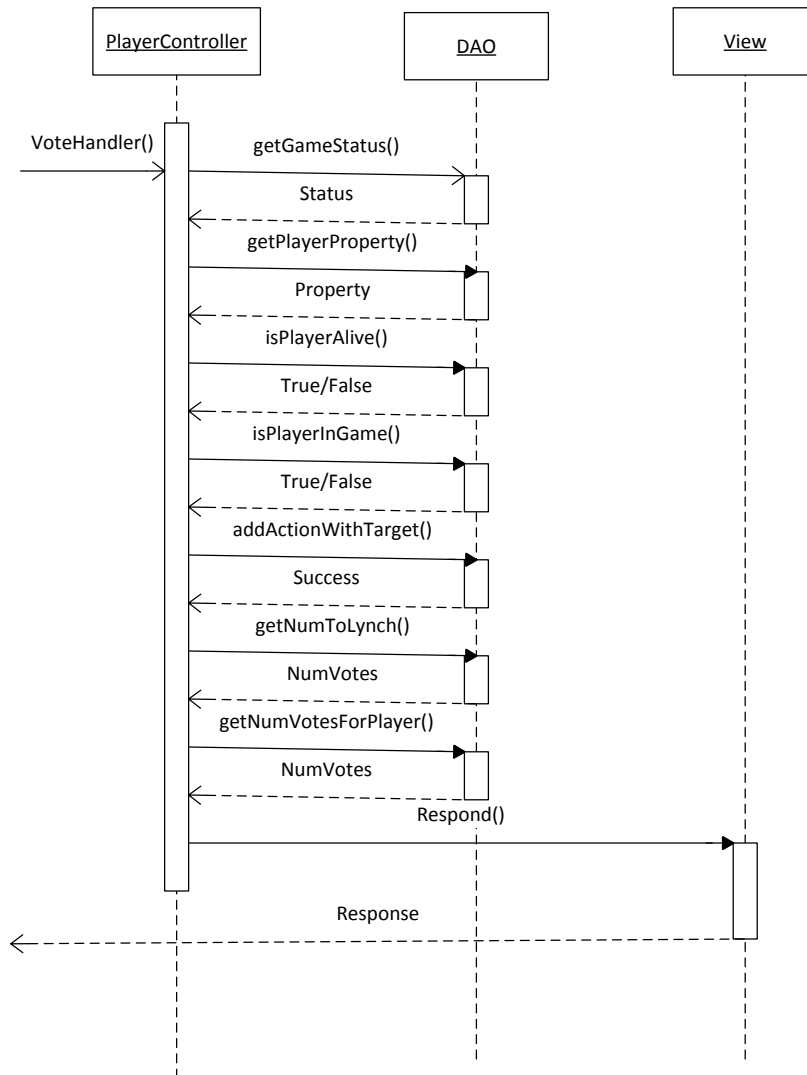 PlayerController
DAO
View
VoteHandler()
getGameStatus()
Status
getPlayerProperty()
Property
isPlayerAlive()
True/False
isPlayerInGame()
True/False
addActionWithTarget()
Success
getNumToLynch()
NumVotes
getNumVotesForPlayer()
NumVotes
Respond()
Response